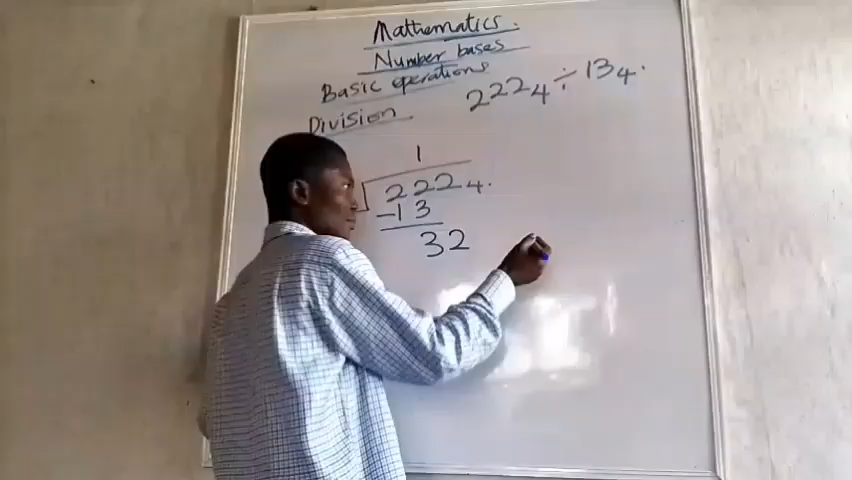 Mathematics.
Number bases
Basic operations
Division
222₄ ÷ 13₄.
1
222₄.
-13
32